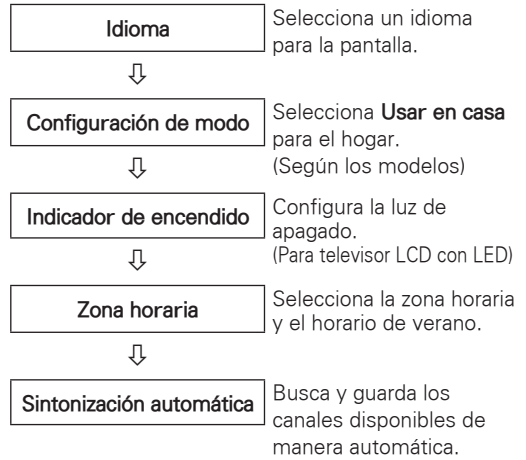 Idioma
Selecciona un idioma
para la pantalla.
Configuración de modo
Selecciona Usar en casa
para el hogar.
(Según los modelos)
Indicador de encendido
Configura la luz de
apagado.
(Para televisor LCD con LED)
Zona horaria
Selecciona la zona horaria
y el horario de verano.
Sintonización automática
Busca y guarda los
canales disponibles de
manera automática.